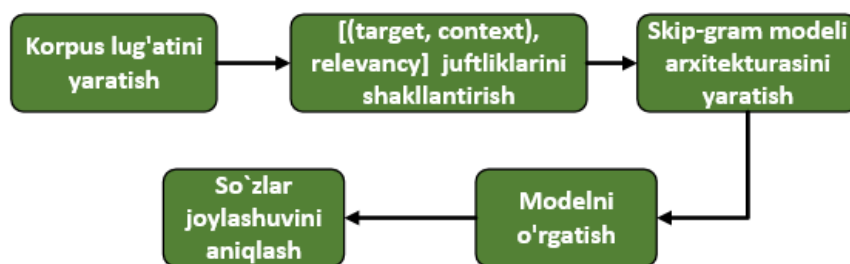 Korpus lug'atini
yaratish
[(target, context),
relevancy] juftliklarini
shakllantirish
Skip-gram modeli
arxitekturasini
yaratish
Modelni
o'rgatish
So`zlar
joylashuvini
aniqlash